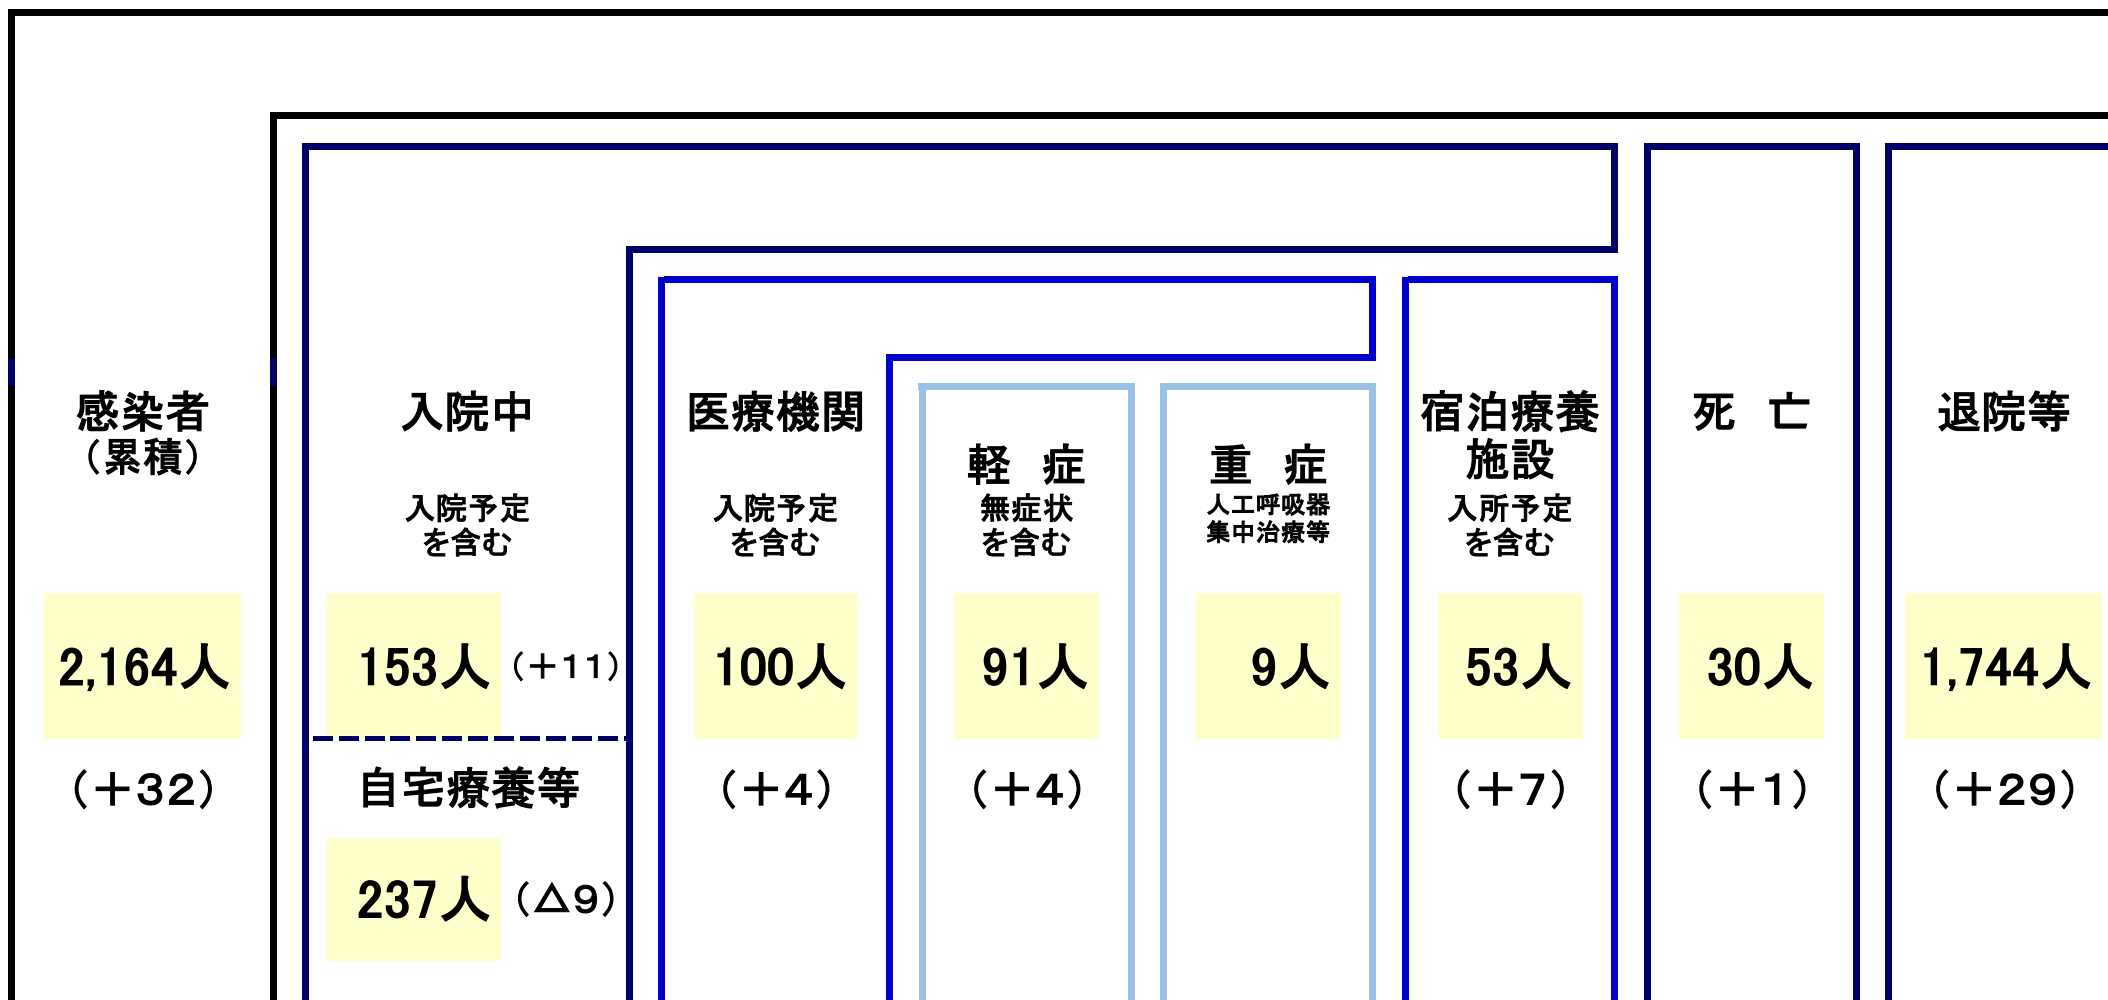 感染者
（累積）
2,164人
（＋32）
入院中
入院予定
を含む
153人（＋11）
自宅療養等
237人（△9）
医療機関
入院予定
を含む
100人
（＋4）
軽　症
無症状
を含む
91人
（＋4）
重　症
人工呼吸器
集中治療等
9人
宿泊療養
施設
入所予定
を含む
53人
（＋7）
死　亡
30人
（＋1）
退院等
1,744人
（＋29）